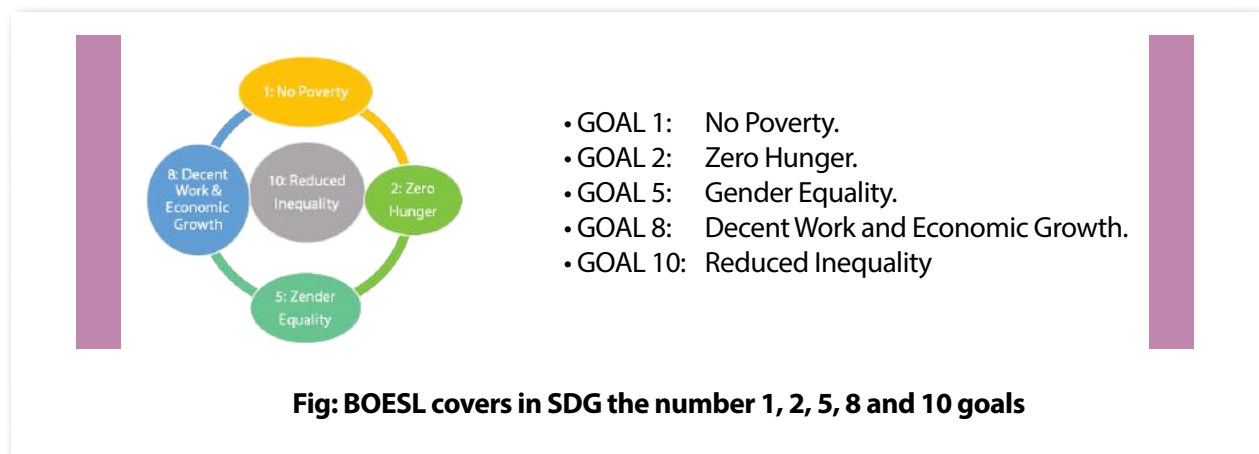 1: No Poverty
8: Decent
Work &
Economic
Growth
10: Reduced
Inequality
2: Zero
Hunger
5: Zender
Equality
• GOAL 1: No Poverty.
• GOAL 2: Zero Hunger.
• GOAL 5: Gender Equality.
• GOAL 8: Decent Work and Economic Growth.
• GOAL 10: Reduced Inequality
Fig: BOESL covers in SDG the number 1, 2, 5, 8 and 10 goals